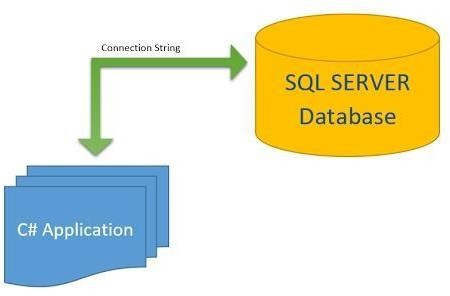 Connection String
SQL SERVER
Database
C# Application